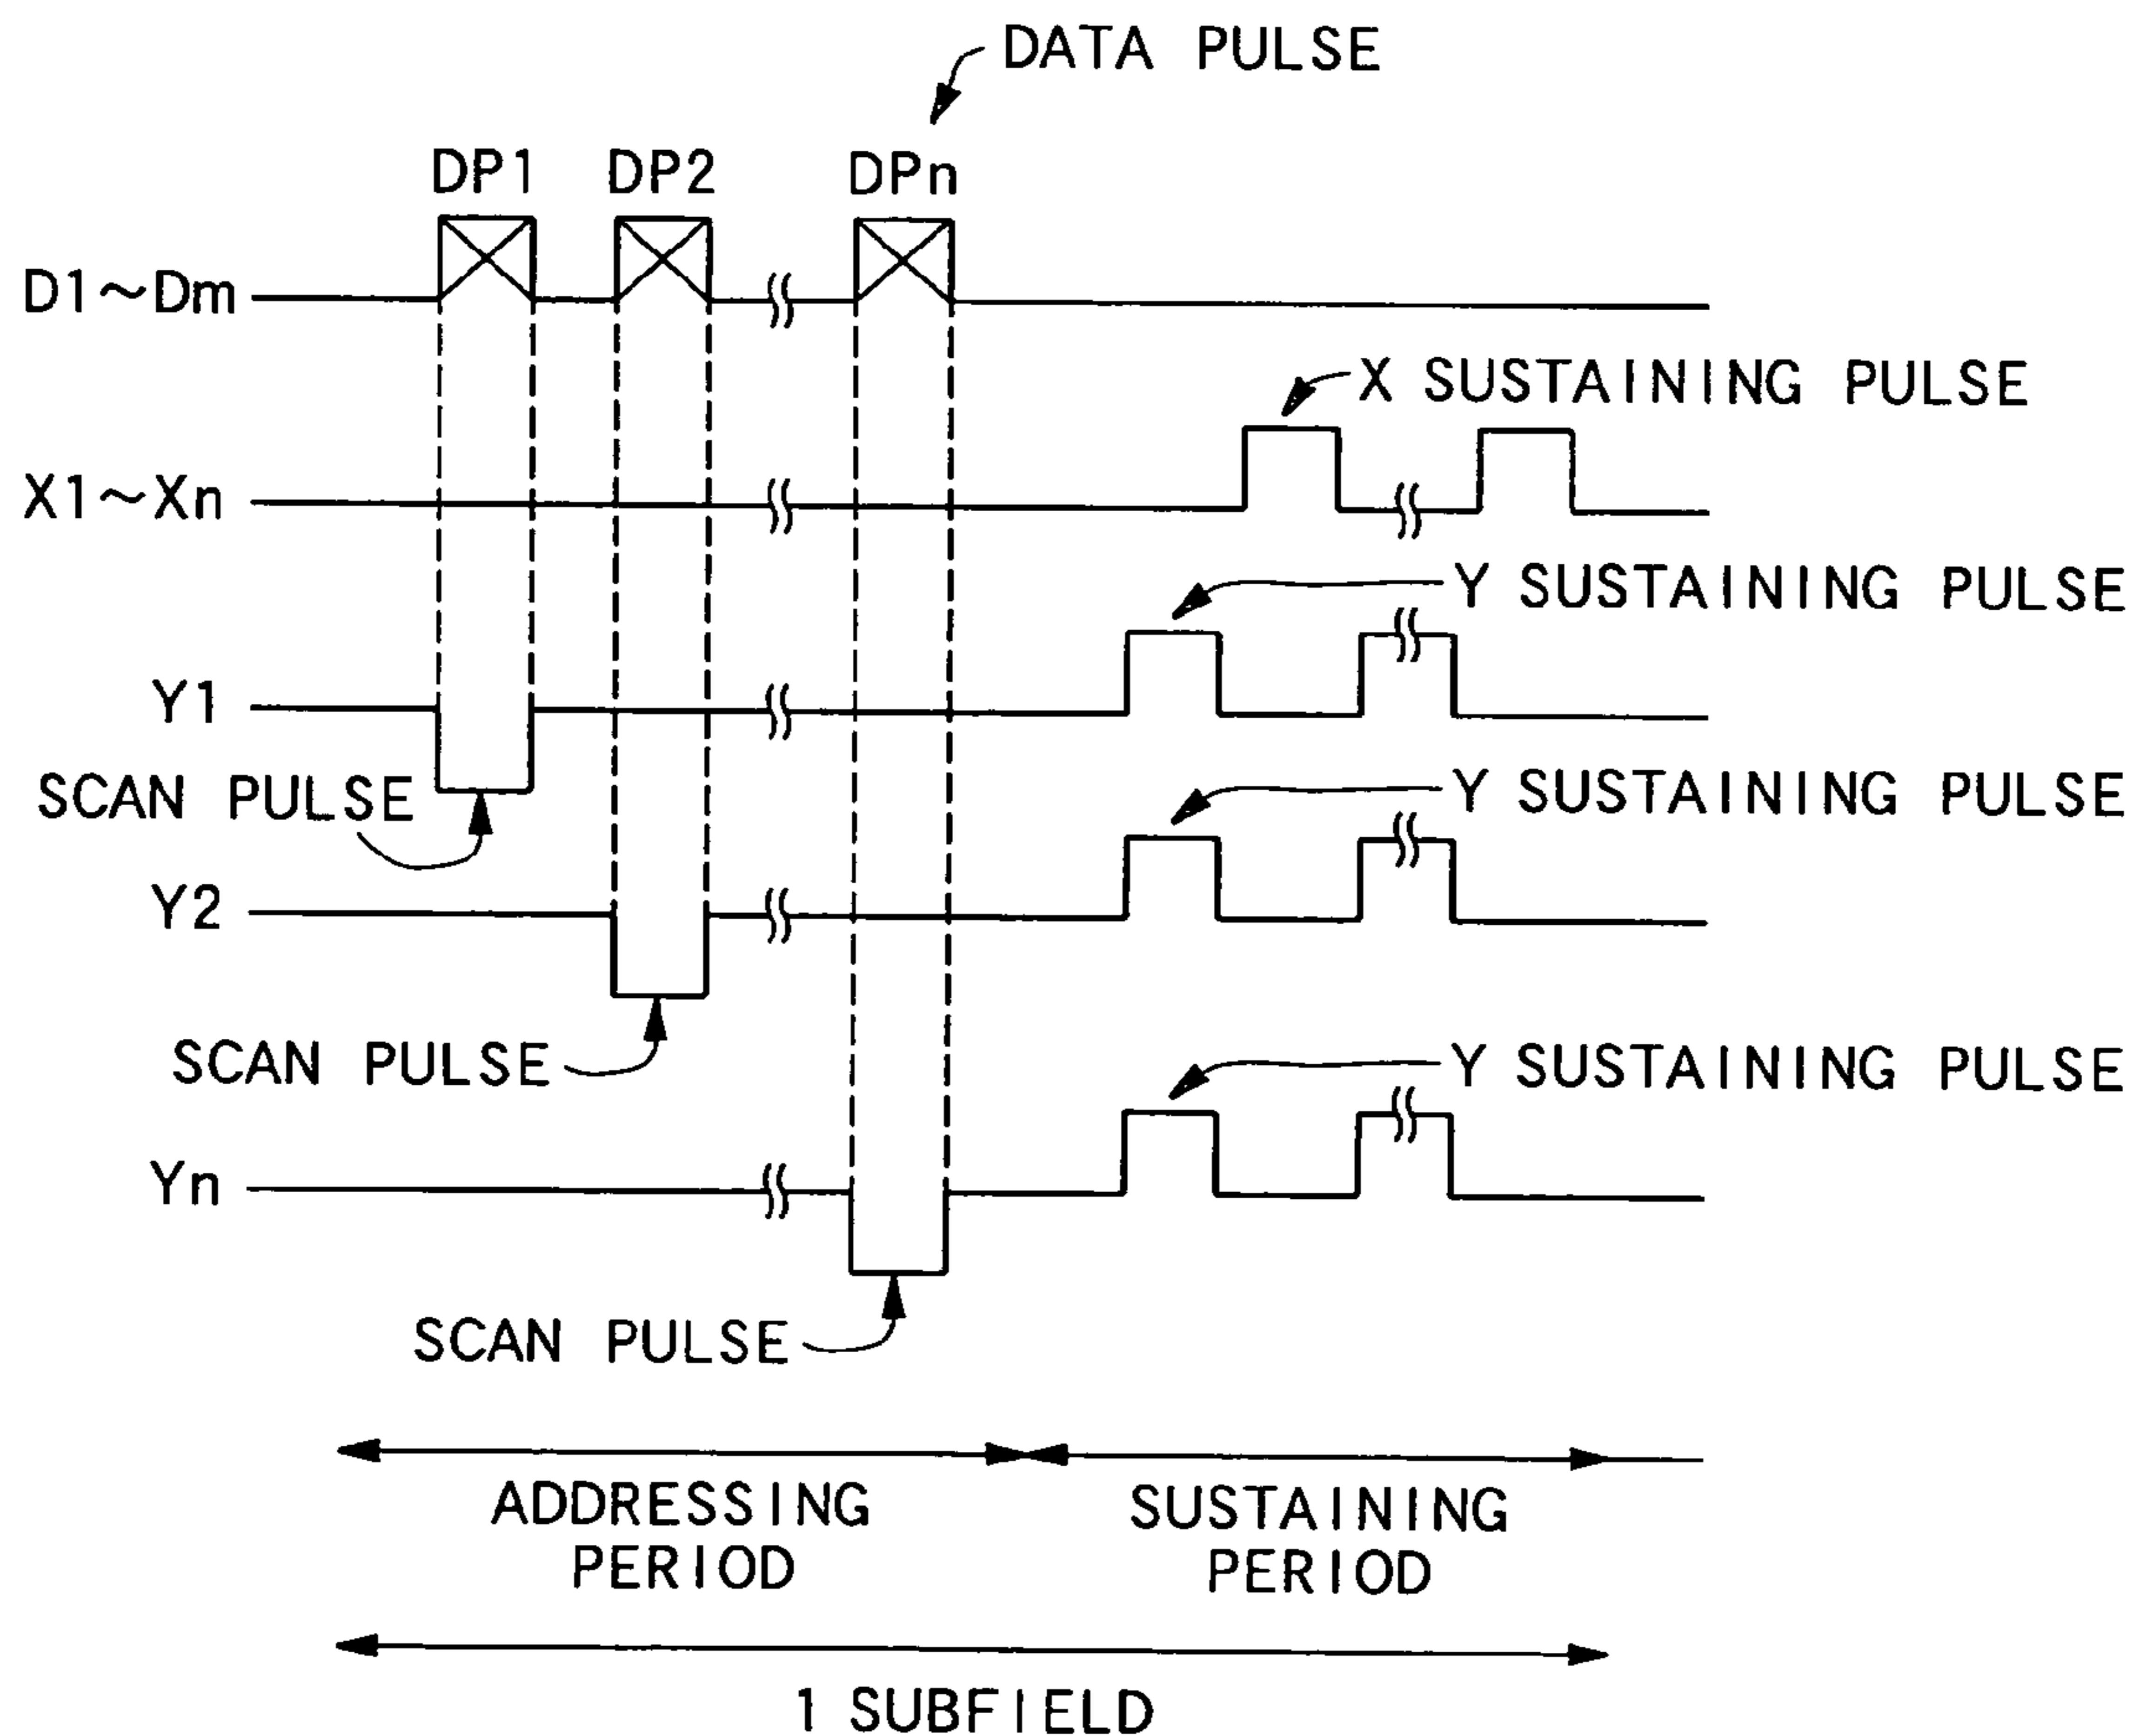 DATA PULSE
DP1 DP2 DPn
D1~Dm
X SUSTAINING PULSE
X1~Xn
Y SUSTAINING PULSE
Y1
SCAN PULSE
Y SUSTAINING PULSE
Y2
SCAN PULSE
Y SUSTAINING PULSE
Yn
SCAN PULSE
ADDRESSING PERIOD
SUSTAINING PERIOD
1 SUBFIELD